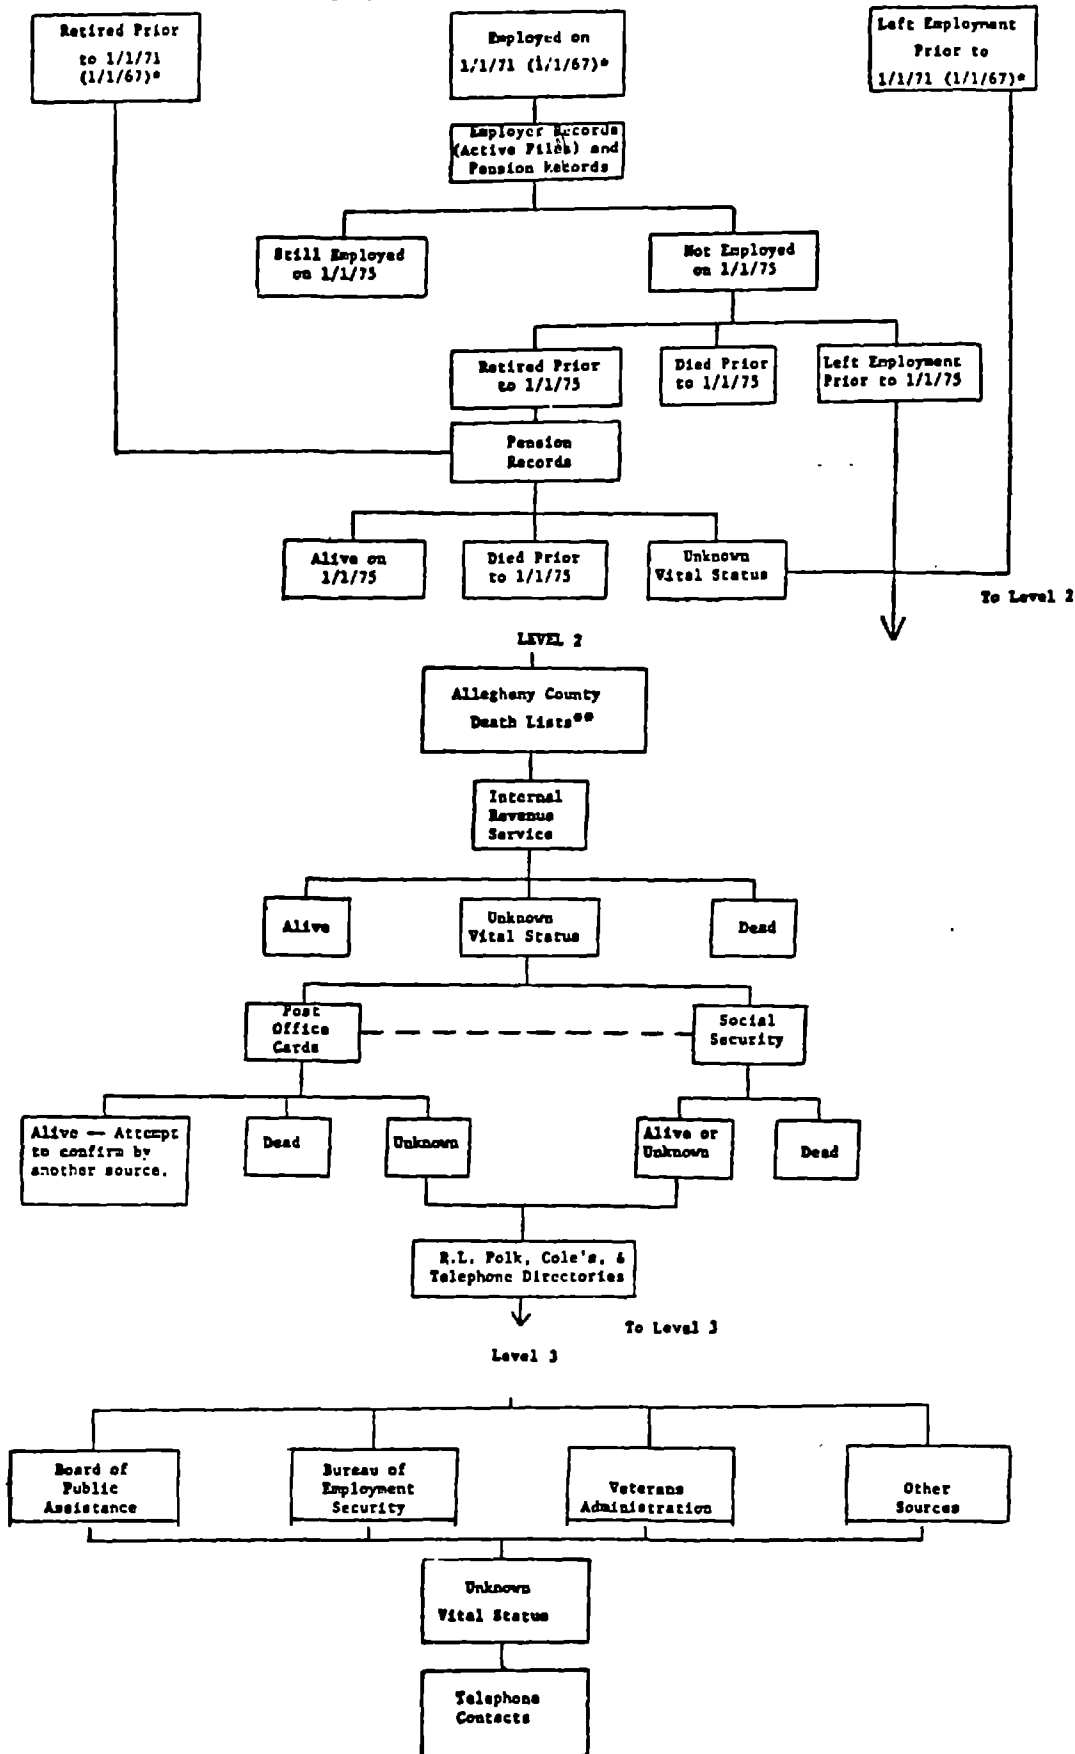 Retired Prior
to 1/1/71
(1/1/67)*
Employed on
1/1/71 (1/1/67)*
Left Employment
Prior to
1/1/71 (1/1/67)*
Employer Records
(Active Files) and
Pension Records
Still Employed
on 1/1/75
Not Employed
on 1/1/75
Retired Prior
to 1/1/75
Died Prior
to 1/1/75
Left Employment
Prior to 1/1/75
Pension
Records
Alive on
1/1/75
Died Prior
to 1/1/75
Unknown
Vital Status
To Level 2
LEVEL 2
Allegheny County
Death Lists**
Internal
Revenue
Service
Alive
Unknown
Vital Status
Dead
Post
Office
Cards
Social
Security
Alive — Attempt
to confirm by
another source.
Dead
Unknown
Alive or
Unknown
Dead
R.L. Polk, Cole's, &
Telephone Directories
To Level 3
Level 3
Board of
Public
Assistance
Bureau of
Employment
Security
Veterans
Administration
Other
Sources
Unknown
Vital Status
Telephone
Contacts